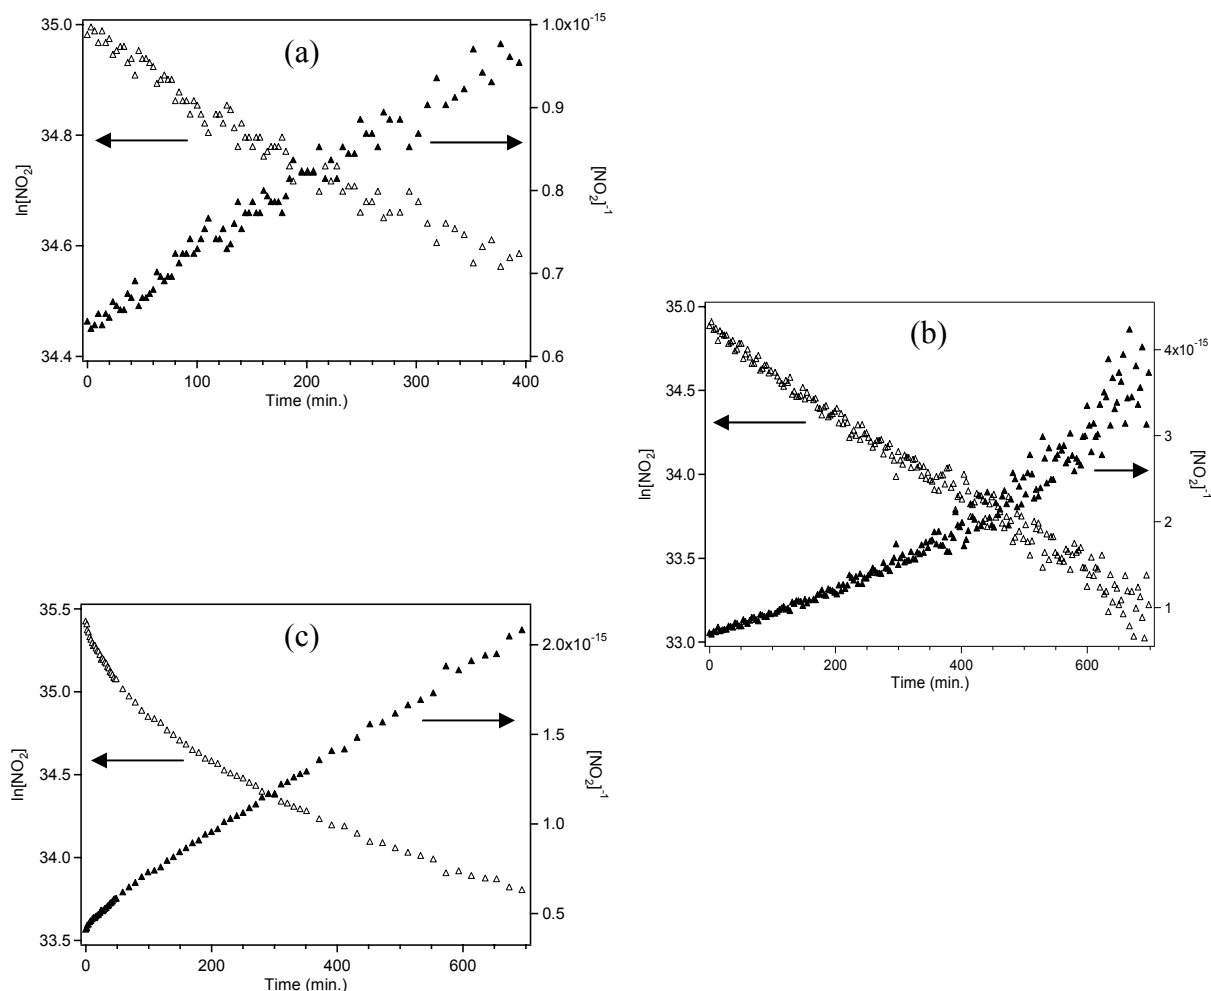 (a)
35.0
34.8
34.6
34.4
ln[NO2]
1.0x10-15
0.9
0.8
0.7
0.6
[NO2]-1
0 100 200 300 400
Time (min.)
(b)
35.0
34.5
34.0
33.5
33.0
ln[NO2]
4x10-15
3
2
1
[NO2]-1
0 200 400 600
Time (min.)
(c)
35.5
35.0
34.5
34.0
33.5
ln[NO2]
2.0x10-15
1.5
1.0
0.5
[NO2]-1
0 200 400 600
Time (min.)